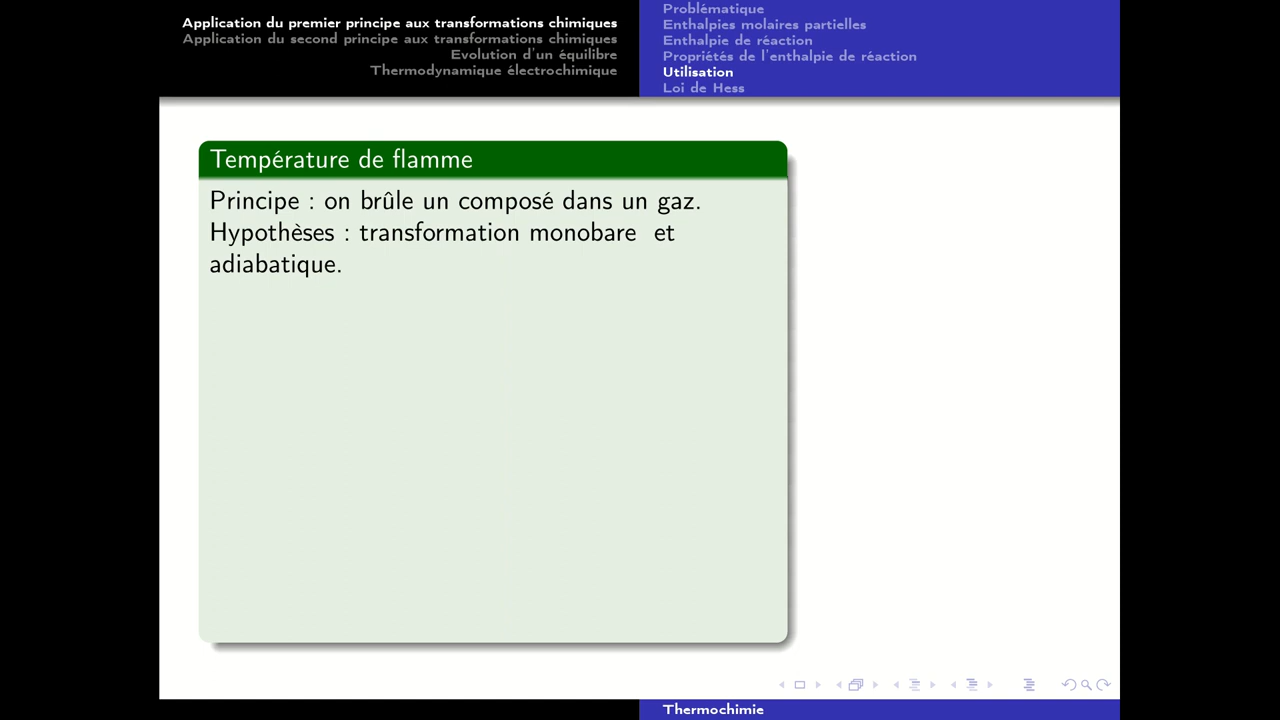 Application du premier principe aux transformations chimiques
Application du second principe aux transformations chimiques
Evolution d'un équilibre
Thermodynamique électrochimique
Problématique
Enthalpies molaires partielles
Enthalpie de réaction
Propriétés de l'enthalpie de réaction
Utilisation
Loi de Hess
Température de flamme
Principe : on brûle un composé dans un gaz.
Hypothèses : transformation monobare et
adiabatique.
Thermochimie